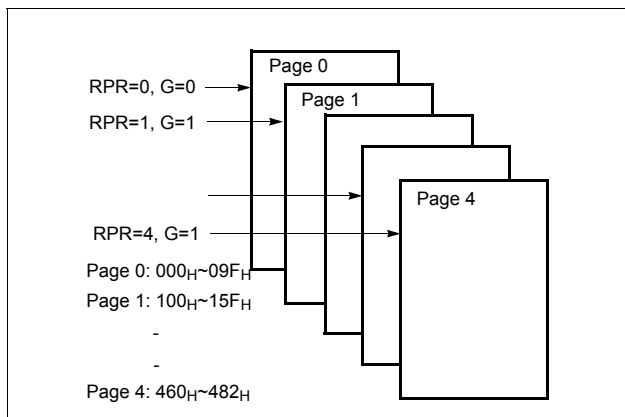 Page 0
RPR=0, G=0
Page 1
RPR=1, G=1
Page 4
RPR=4, G=1
Page 0: 000H~09FH
Page 1: 100H~15FH
-
-
Page 4: 460H~482H